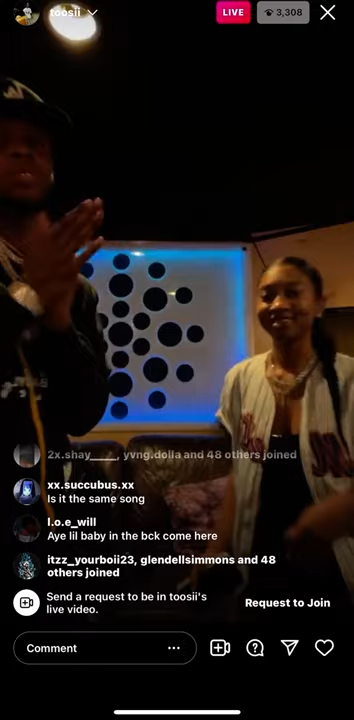 toosii
LIVE
3,308
2x.shay____, yvng.dolla and 48 others joined
xx.succubus.xx
Is it the same song
l.o.e_will
Aye lil baby in the bck come here
itzz_yourboii23, glendellsimmons and 48
others joined
Send a request to be in toosii's
live video.
Request to Join
Comment